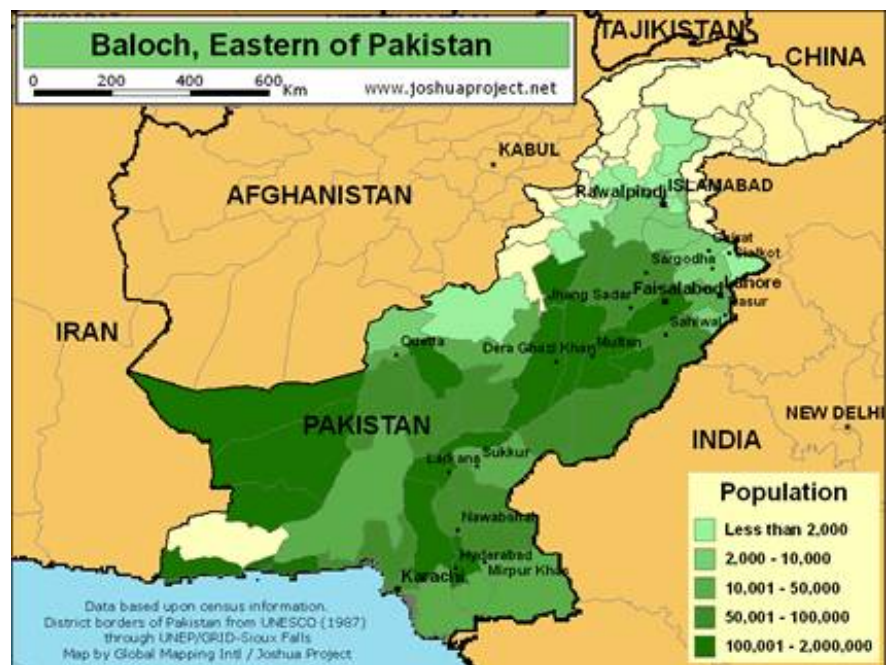 Baloch, Eastern of Pakistan
0 200 400 600
Km
www.joshuaproject.net
TAJIKISTAN
CHINA
KABUL
AFGHANISTAN
Rawalpindi
ISLAMABAD
Gujrat
Sialkot
Sargodha
Jhang Sadar
Faisalabad
Lahore
Kasur
IRAN
Sahiwal
Quetta
Dera Ghazi Khan
Multan
NEW DELHI
PAKISTAN
INDIA
Larkana
Sukkur
Nawabshah
Hyderabad
Mirpur Khas
Karachi
Population
Less than 2,000
2,000 - 10,000
10,001 - 50,000
50,001 - 100,000
100,001 - 2,000,000
Data based upon census information.
District borders of Pakistan from UNESCO (1987)
through UNEP/GRID-Sioux Falls
Map by Global Mapping Intl / Joshua Project